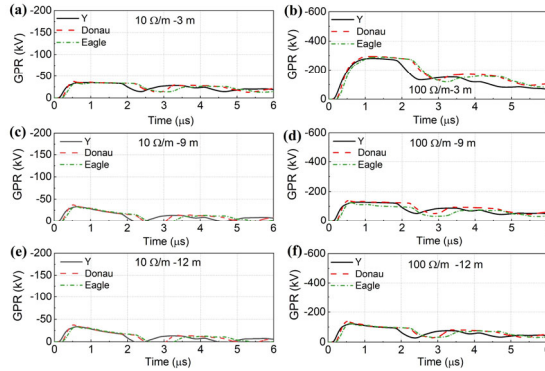 (a)
-200
-150
-100
-50
0
GPR (kV)
Y
Donau
Eagle
10 Ω/m -3 m
0 1 2 3 4 5 6
Time (μs)
(b)
-600
-400
-200
0
GPR (kV)
Y
Donau
Eagle
100 Ω/m-3 m
0 1 2 3 4 5 6
Time (μs)
(c)
-200
-150
-100
-50
0
GPR (kV)
Y
Donau
Eagle
10 Ω/m -9 m
0 1 2 3 4 5 6
Time (μs)
(d)
-600
-400
-200
0
GPR (kV)
Y
Donau
Eagle
100 Ω/m -9 m
0 1 2 3 4 5 6
Time (μs)
(e)
-200
-150
-100
-50
0
GPR (kV)
Y
Donau
Eagle
10 Ω/m -12 m
0 1 2 3 4 5 6
Time (μs)
(f)
-600
-400
-200
0
GPR (kV)
Y
Donau
Eagle
100 Ω/m -12 m
0 1 2 3 4 5 6
Time (μs)